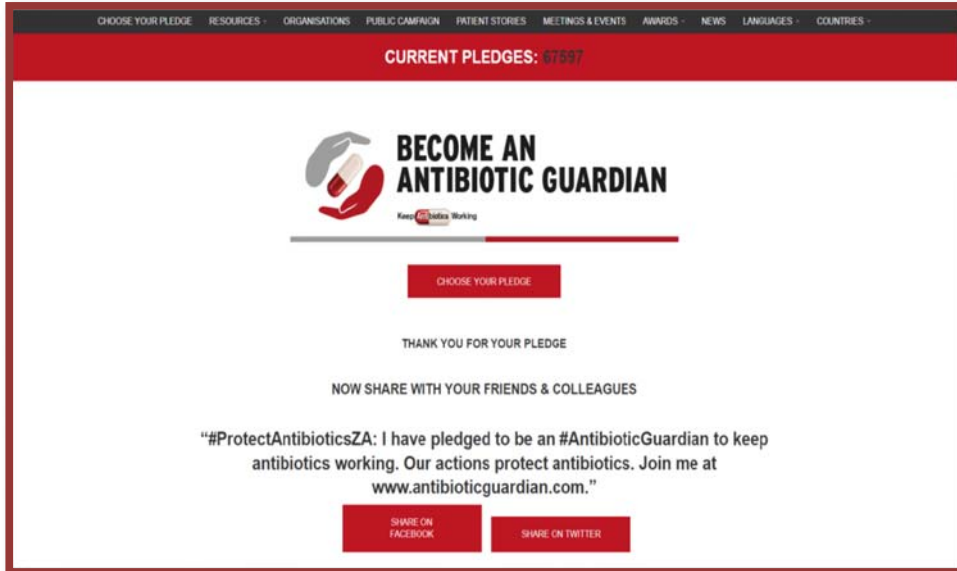 CHOOSE YOUR PLEDGE RESOURCES ORGANISATIONS PUBLIC CAMPAIGN PATIENT STORIES MEETINGS & EVENTS AWARDS NEWS LANGUAGES COUNTRIES
CURRENT PLEDGES: 67597
BECOME AN
ANTIBIOTIC GUARDIAN
Keep Antibiotics Working
CHOOSE YOUR PLEDGE
THANK YOU FOR YOUR PLEDGE
NOW SHARE WITH YOUR FRIENDS & COLLEAGUES
“#ProtectAntibioticsZA: I have pledged to be an #AntibioticGuardian to keep
antibiotics working. Our actions protect antibiotics. Join me at
www.antibioticguardian.com.”
SHARE ON
FACEBOOK
SHARE ON TWITTER